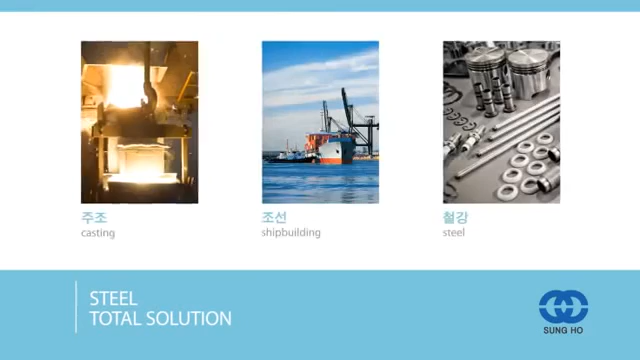 주조
casting
조선
shipbuilding
철강
steel
STEEL
TOTAL SOLUTION
SUNG HO